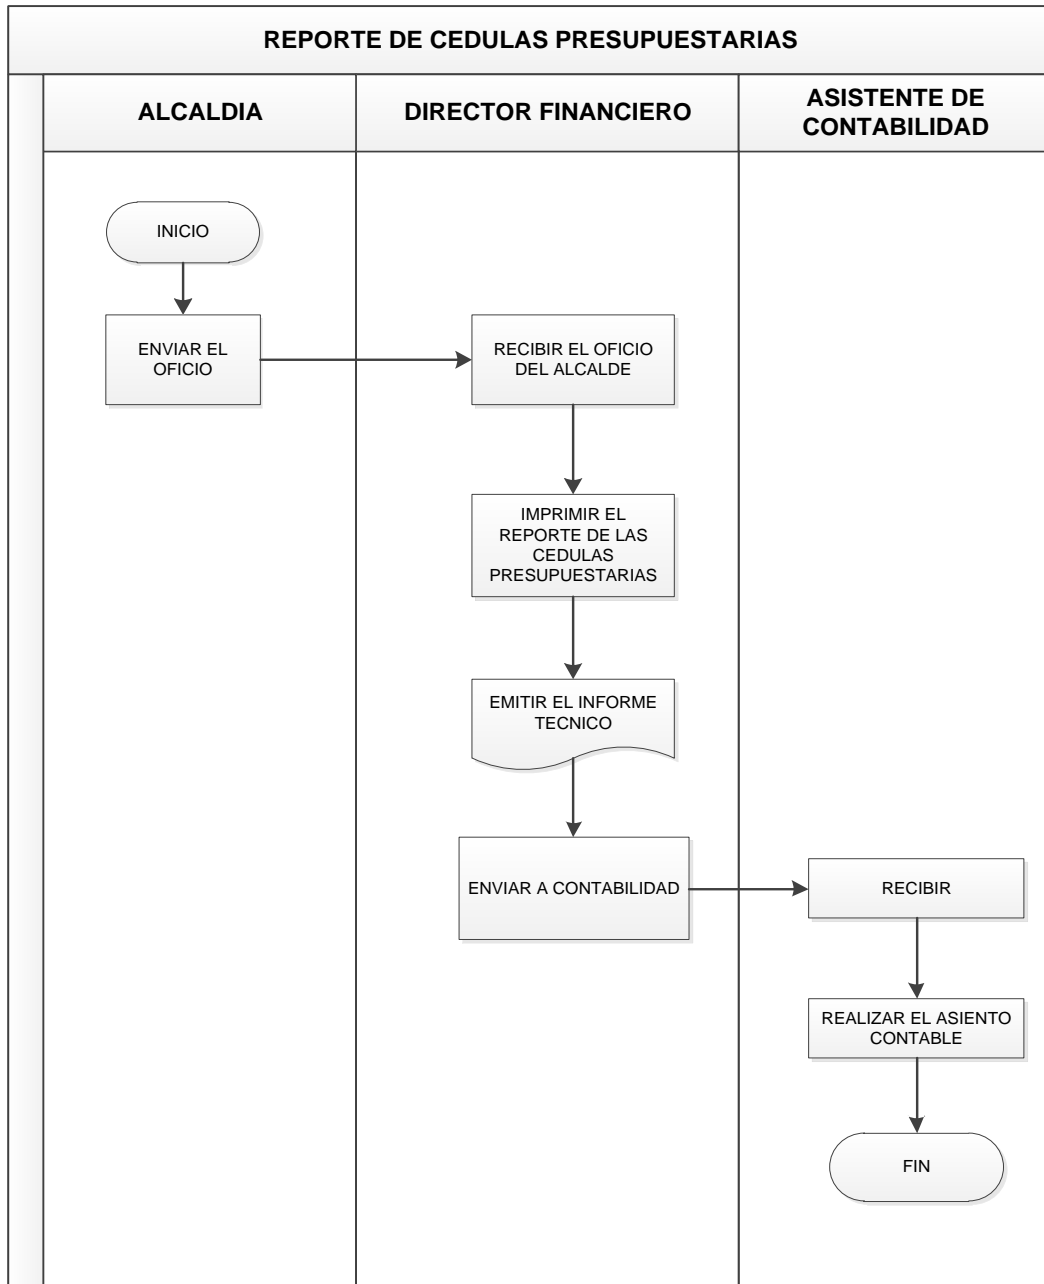 REPORTE DE CEDULAS PRESUPUESTARIAS
ALCALDIA
DIRECTOR FINANCIERO
ASISTENTE DE
CONTABILIDAD
INICIO
ENVIAR EL
OFICIO
RECIBIR EL OFICIO
DEL ALCALDE
IMPRIMIR EL
REPORTE DE LAS
CEDULAS
PRESUPUESTARIAS
EMITIR EL INFORME
TECNICO
ENVIAR A CONTABILIDAD
RECIBIR
REALIZAR EL ASIENTO
CONTABLE
FIN